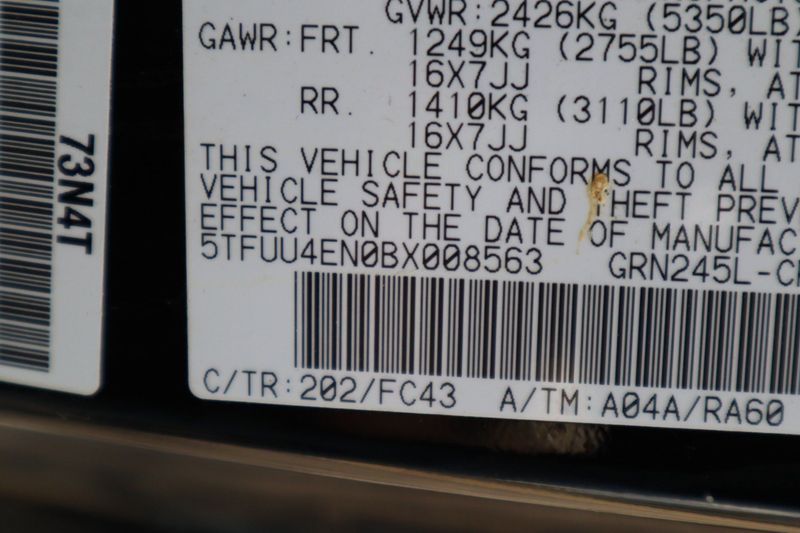 GVWR:2426KG (5350LB)
GAWR:FRT. 1249KG (2755LB) WIT
16X7JJ RIMS, AT
RR. 1410KG (3110LB) WIT
16X7JJ RIMS, AT
THIS VEHICLE CONFORMS TO ALL
VEHICLE SAFETY AND THEFT PREV
EFFECT ON THE DATE OF MANUFAC
5TFUU4EN0BX008563 GRN245L-C
C/TR:202/FC43 A/TM:A04A/RA60
73N4T